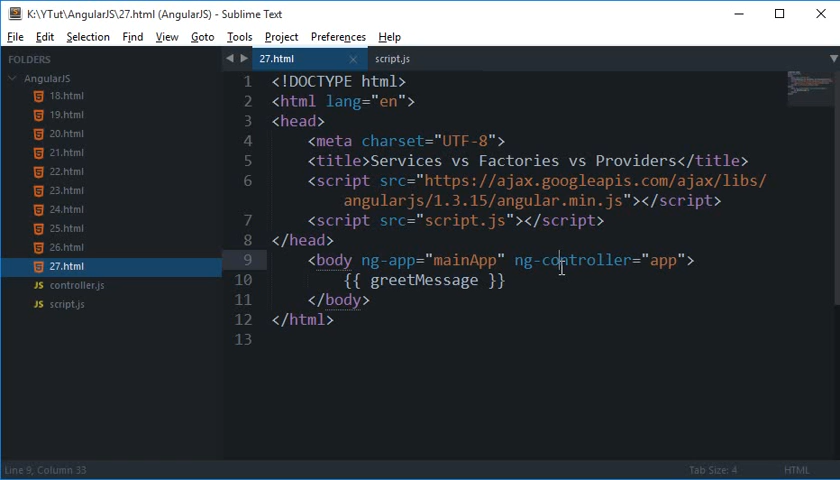 K:\YTut\AngularJS\27.html (AngularJS) - Sublime Text
File Edit Selection Find View Goto Tools Project Preferences Help
FOLDERS
AngularJS
18.html
19.html
20.html
21.html
22.html
23.html
24.html
25.html
26.html
27.html
controller.js
script.js
27.html script.js
1 <!DOCTYPE html>
2 <html lang="en">
3 <head>
4 <meta charset="UTF-8">
5 <title>Services vs Factories vs Providers</title>
6 <script src="https://ajax.googleapis.com/ajax/libs/
angularjs/1.3.15/angular.min.js"></script>
7 <script src="script.js"></script>
8 </head>
9 <body ng-app="mainApp" ng-controller="app">
10 {{ greetMessage }}
11 </body>
12 </html>
13
Line 9, Column 33 Tab Size: 4 HTML